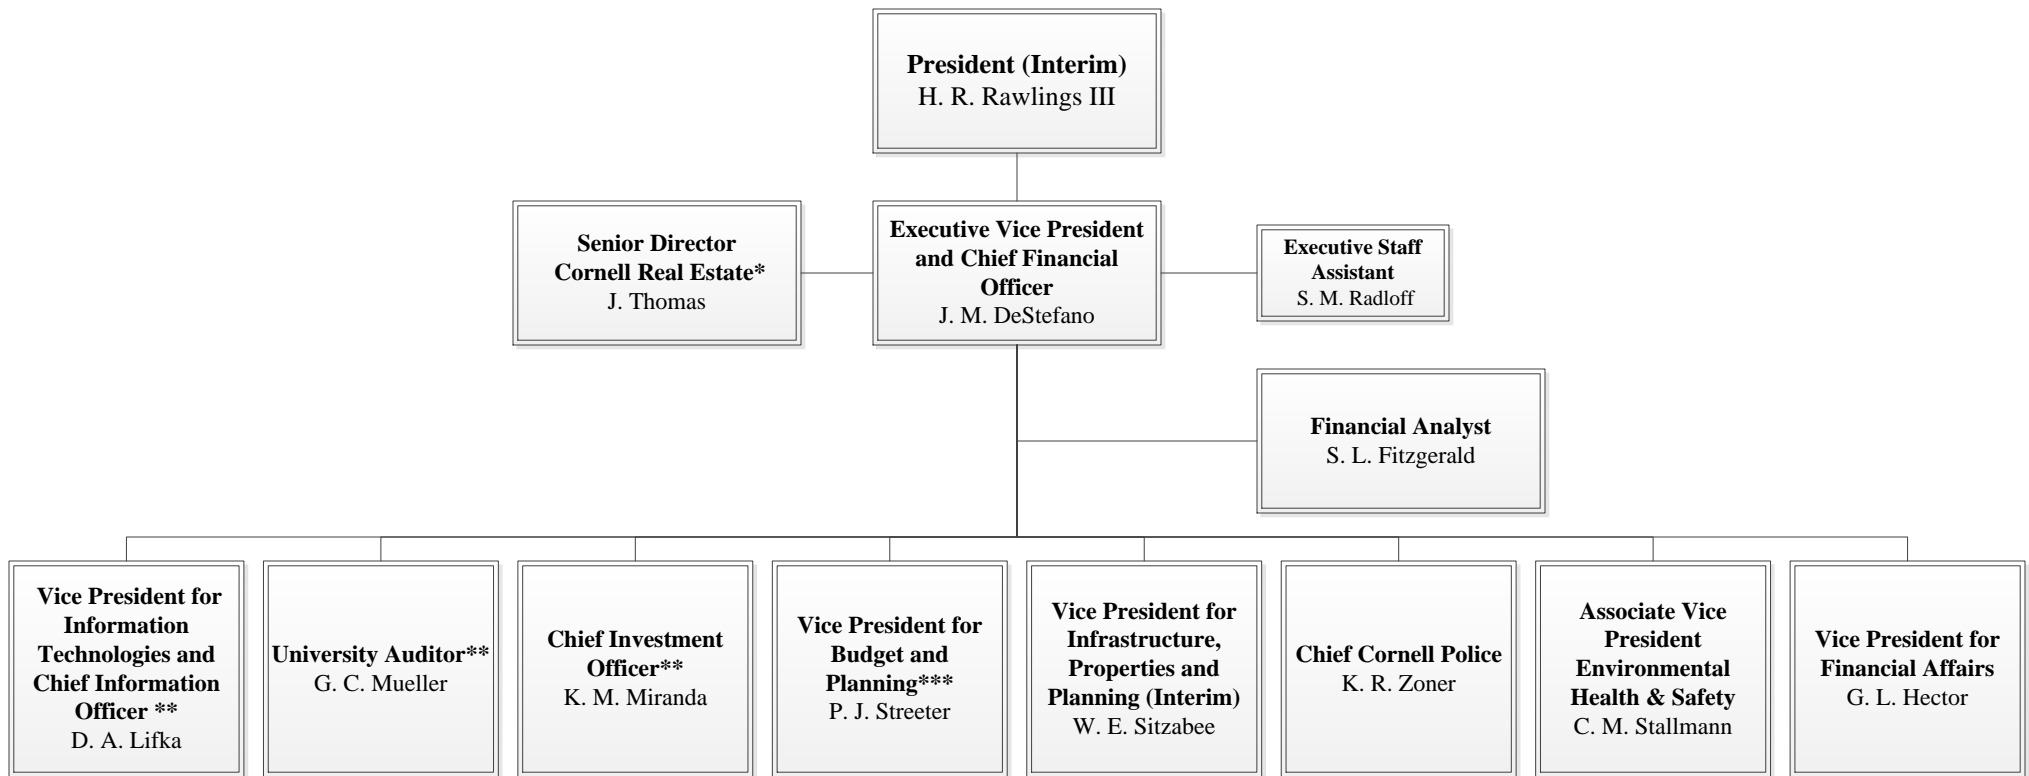 President (Interim)
H. R. Rawlings III
Senior Director
Cornell Real Estate*
J. Thomas
Executive Vice President
and Chief Financial
Officer
J. M. DeStefano
Executive Staff
Assistant
S. M. Radloff
Financial Analyst
S. L. Fitzgerald
Vice President for
Information
Technologies and
Chief Information
Officer **
D. A. Lifka
University Auditor**
G. C. Mueller
Chief Investment
Officer**
K. M. Miranda
Vice President for
Budget and
Planning***
P. J. Streeter
Vice President for
Infrastructure,
Properties and
Planning (Interim)
W. E. Sitzabee
Chief Cornell Police
K. R. Zoner
Associate Vice
President
Environmental
Health & Safety
C. M. Stallmann
Vice President for
Financial Affairs
G. L. Hector